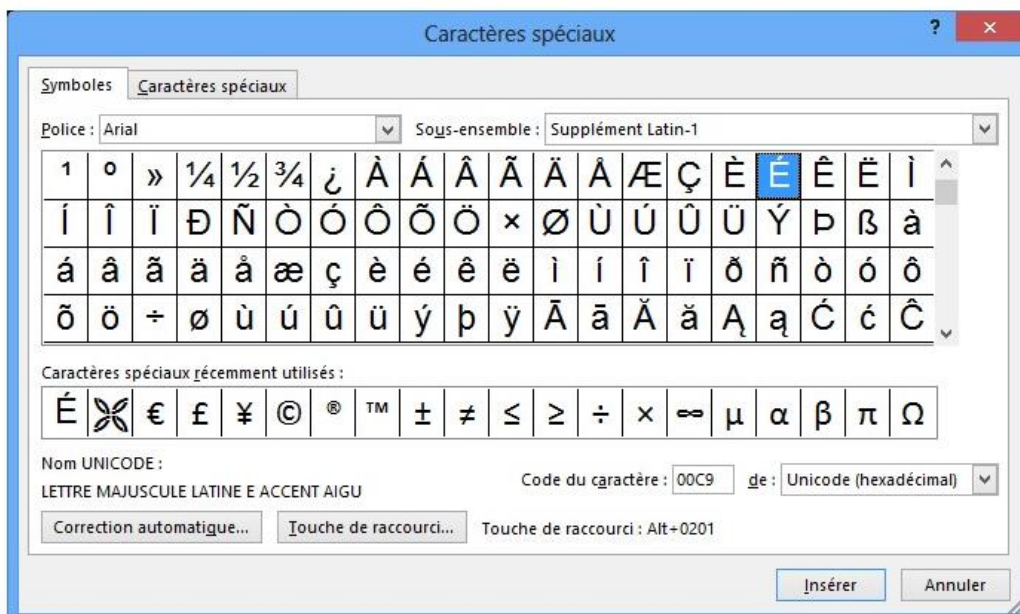 Caractères spéciaux
? ×
Symboles Caractères spéciaux
Police : Arial Sous-ensemble : Supplément Latin-1
¹ º » ¼ ½ ¾ ¿ À Á Â Ã Ä Å Æ Ç È É Ê Ë Ì
Í Î Ï Ð Ñ Ò Ó Ô Õ Ö × Ø Ù Ú Û Ü Ý Þ ß à
á â ã ä å æ ç è é ê ë ì í î ï ð ñ ò ó ô
õ ö ÷ ø ù ú û ü ý þ ÿ Ā ā Ă ă Ą ą Ć ć Ĉ
Caractères spéciaux récemment utilisés :
É € £ ¥ © ® ™ ± ≠ ≤ ≥ ÷ × ∞ µ α β π Ω
Nom UNICODE :
LETTRE MAJUSCULE LATINE E ACCENT AIGU
Code du caractère : 00C9 de : Unicode (hexadécimal)
Correction automatique... Touche de raccourci... Touche de raccourci : Alt+0201
Insérer Annuler